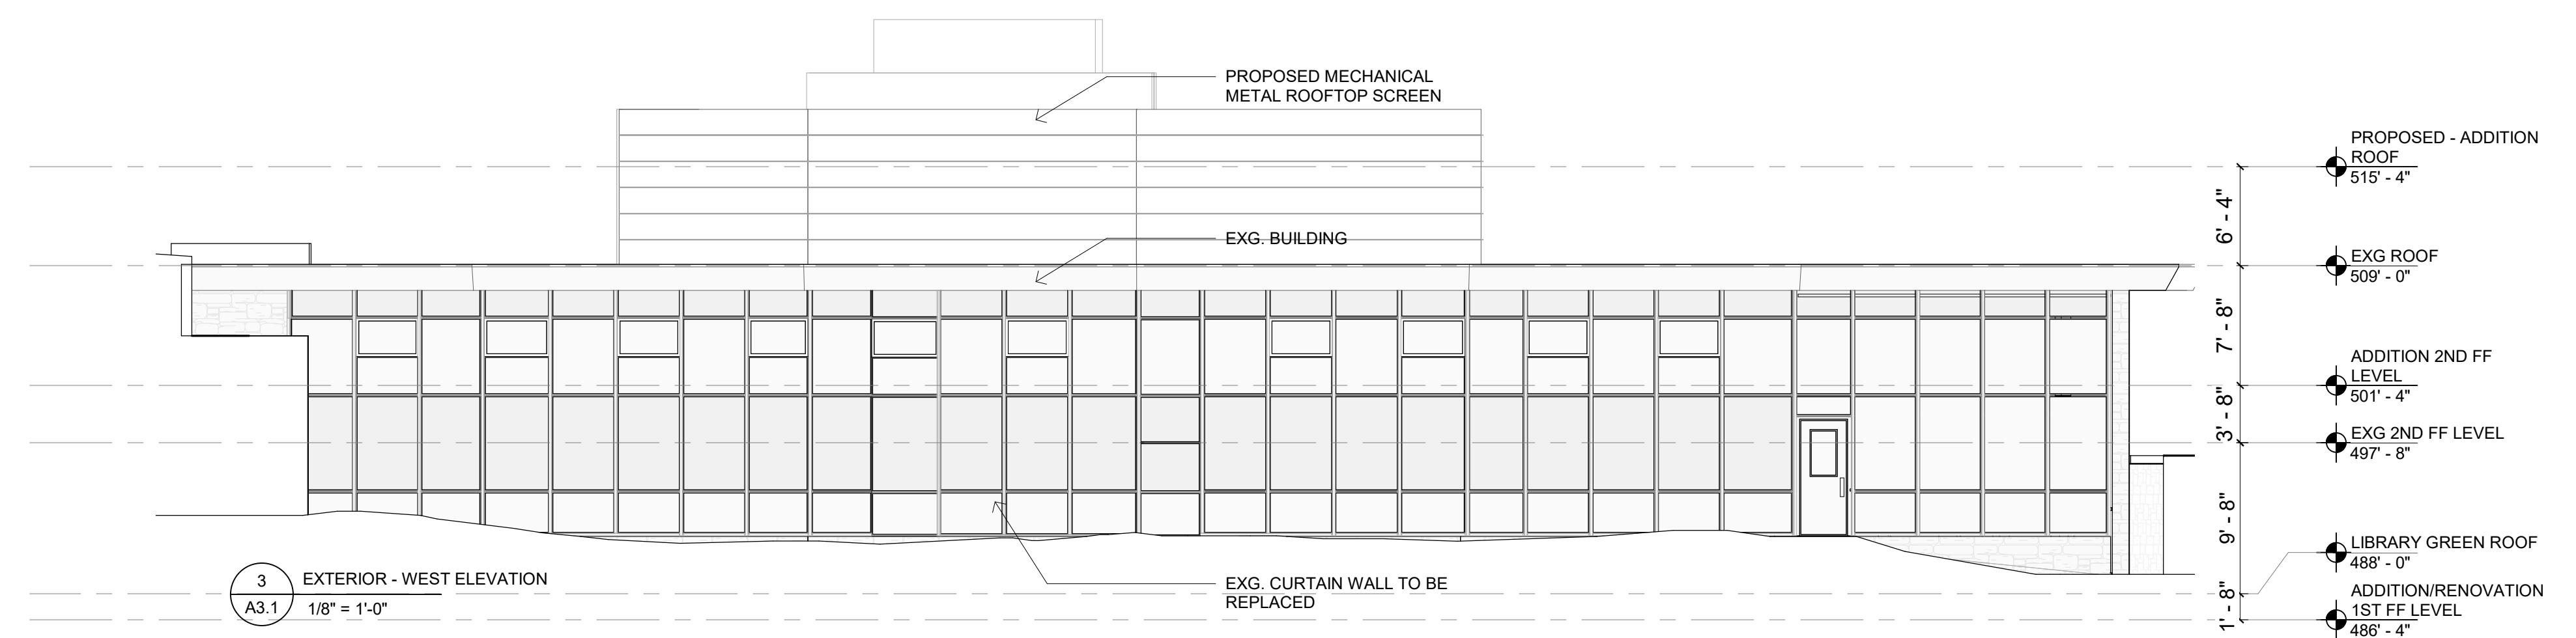 PROPOSED MECHANICAL
METAL ROOFTOP SCREEN
PROPOSED - ADDITION
ROOF
515' - 4"
6' - 4"
EXG. BUILDING
EXG ROOF
509' - 0"
7' - 8"
ADDITION 2ND FF
LEVEL
501' - 4"
3' - 8"
EXG 2ND FF LEVEL
497' - 8"
9' - 8"
LIBRARY GREEN ROOF
488' - 0"
3
EXTERIOR - WEST ELEVATION
A3.1
1/8" = 1'-0"
EXG. CURTAIN WALL TO BE
REPLACED
1' - 8"
ADDITION/RENOVATION
1ST FF LEVEL
486' - 4"